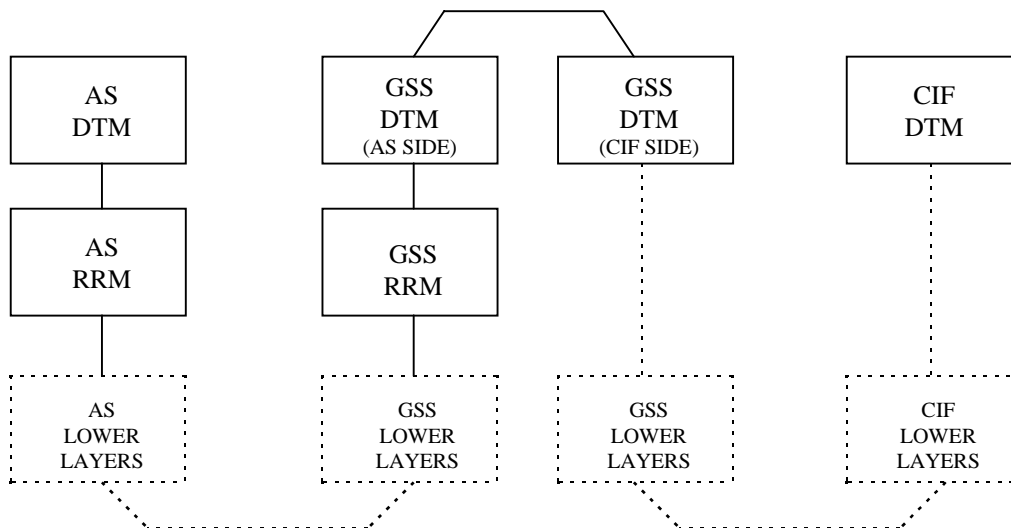 AS
DTM
GSS
DTM
(AS SIDE)
GSS
DTM
(CIF SIDE)
CIF
DTM
AS
RRM
GSS
RRM
AS
LOWER
LAYERS
GSS
LOWER
LAYERS
GSS
LOWER
LAYERS
CIF
LOWER
LAYERS